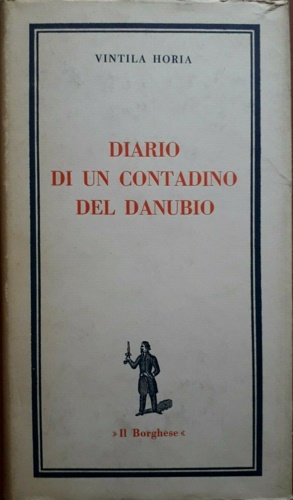 VINTILA HORIA
DIARIO
DI UN CONTADINO
DEL DANUBIO
»Il Borghese«